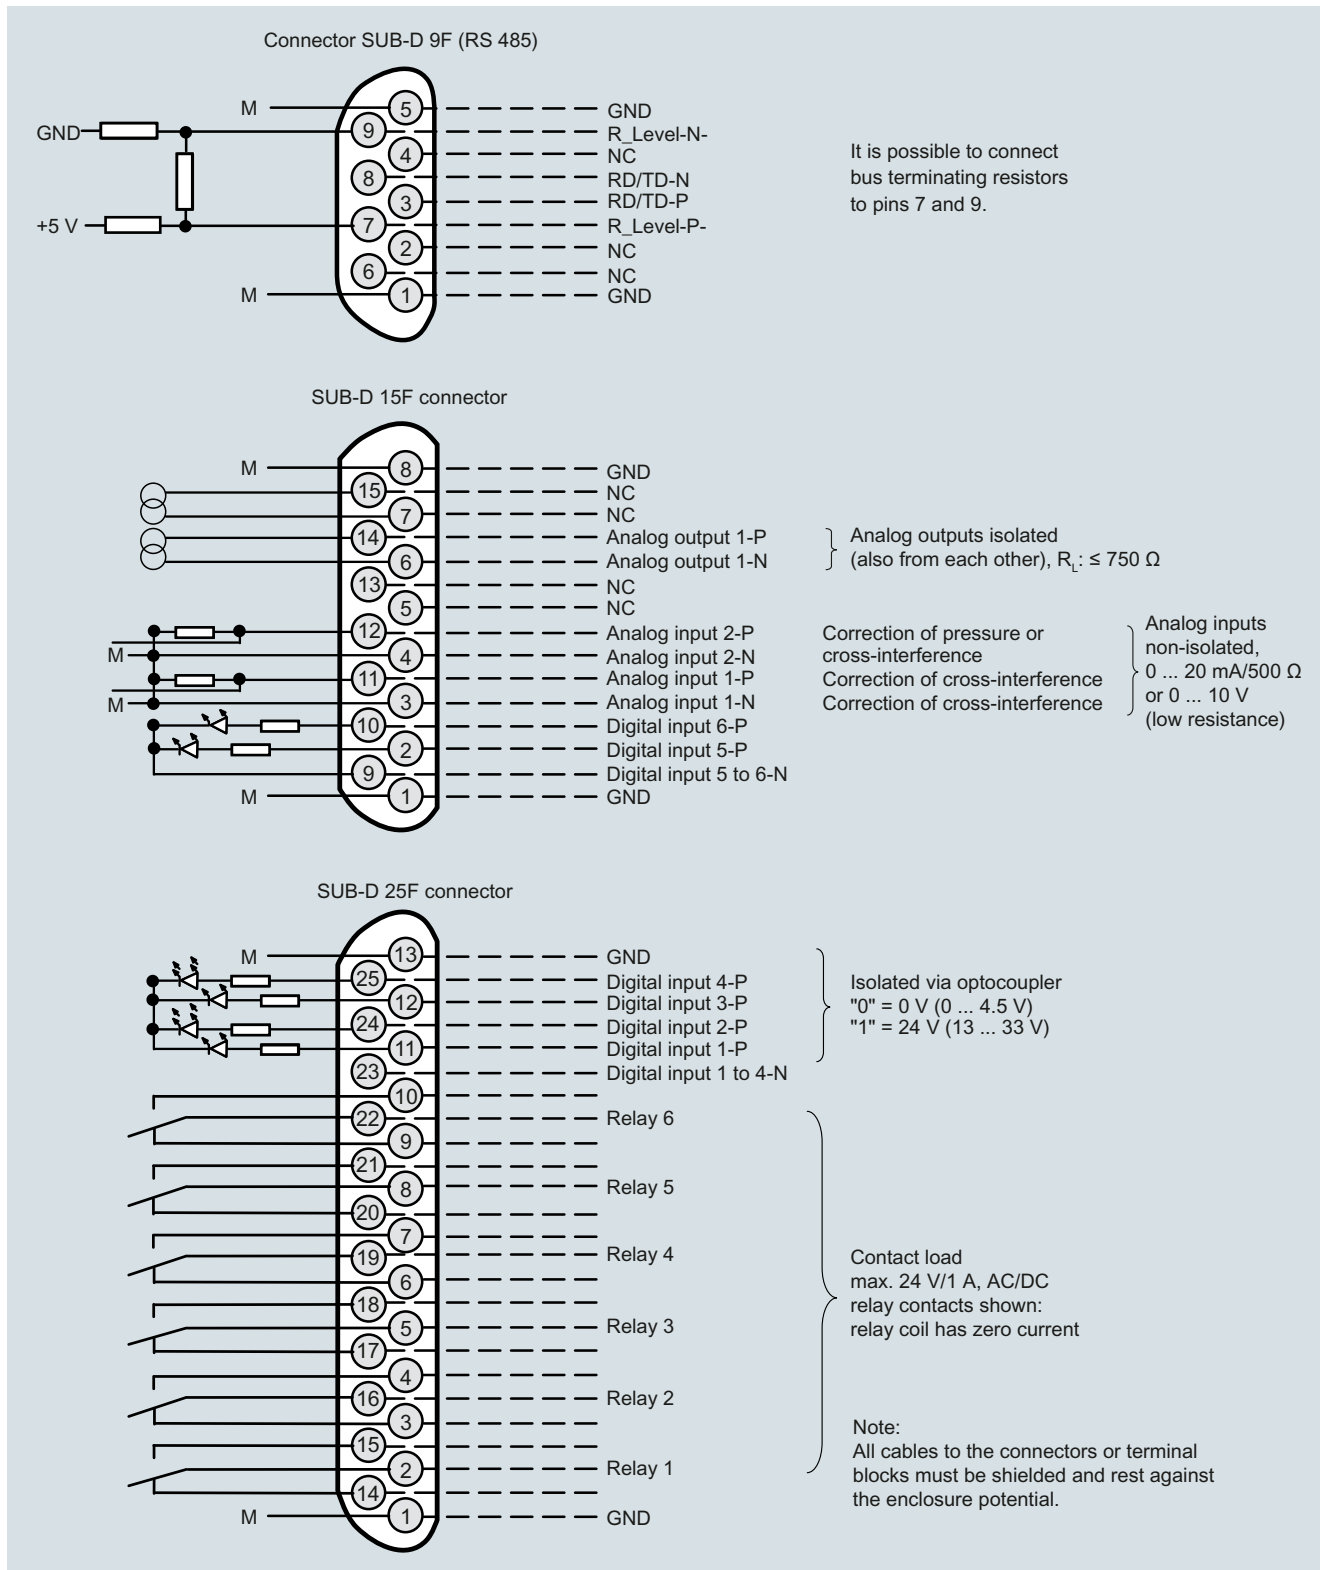 Connector SUB-D 9F (RS 485)
M 5 GND
GND 9 R_Level-N-
4 NC
8 RD/TD-N
3 RD/TD-P
+5 V 7 R_Level-P-
2 NC
6 NC
M 1 GND
It is possible to connect
bus terminating resistors
to pins 7 and 9.
SUB-D 15F connector
M 8 GND
15 NC
7 NC
14 Analog output 1-P
6 Analog output 1-N
13 NC
5 NC
12 Analog input 2-P
M 4 Analog input 2-N
11 Analog input 1-P
M 3 Analog input 1-N
10 Digital input 6-P
2 Digital input 5-P
9 Digital input 5 to 6-N
M 1 GND
Analog outputs isolated
(also from each other), RL: ≤ 750 Ω
Correction of pressure or
cross-interference
Correction of cross-interference
Correction of cross-interference
Analog inputs
non-isolated,
0 ... 20 mA/500 Ω
or 0 ... 10 V
(low resistance)
SUB-D 25F connector
M 13 GND
25 Digital input 4-P
12 Digital input 3-P
24 Digital input 2-P
11 Digital input 1-P
23 Digital input 1 to 4-N
10
22 Relay 6
9
21
8 Relay 5
20
7
19 Relay 4
6
18
5 Relay 3
17
4
16 Relay 2
3
15
2 Relay 1
14
M 1 GND
Isolated via optocoupler
"0" = 0 V (0 ... 4.5 V)
"1" = 24 V (13 ... 33 V)
Contact load
max. 24 V/1 A, AC/DC
relay contacts shown:
relay coil has zero current
Note:
All cables to the connectors or terminal
blocks must be shielded and rest against
the enclosure potential.